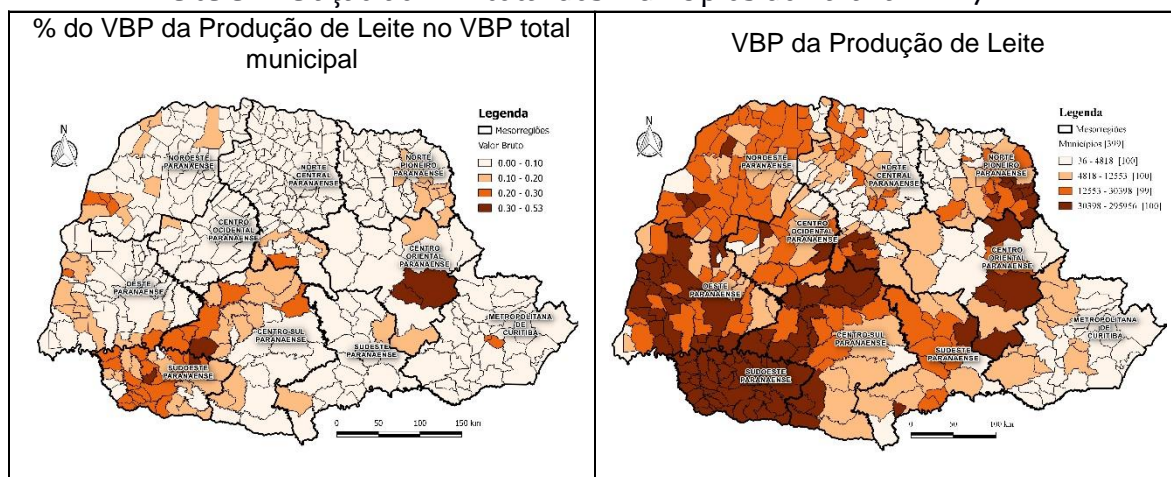 % do VBP da Produção de Leite no VBP total
municipal
N
Legenda
Mesorregiões
Valor Bruto
0.00 - 0.10
0.10 - 0.20
0.20 - 0.30
0.30 - 0.53
NOROESTE
PARANAENSE
NORTE
CENTRAL
PARANAENSE
NORTE
PIONEIRO
PARANAENSE
CENTRO
OCIDENTAL
PARANAENSE
CENTRO
ORIENTAL
PARANAENSE
OESTE
PARANAENSE
METROPOLITANA
DE
CURITIBA
CENTRO-SUL
PARANAENSE
SUDESTE
PARANAENSE
SUDOESTE
PARANAENSE
0 50 100 150 km
VBP da Produção de Leite
N
Legenda
Mesorregiões
Municípios [399]
36 - 4818 [100]
4818 - 12553 [100]
12553 - 30398 [99]
30398 - 295956 [100]
NOROESTE
PARANAENSE
NORTE
CENTRAL
PARANAENSE
NORTE
PIONEIRO
PARANAENSE
CENTRO
OCIDENTAL
PARANAENSE
CENTRO
ORIENTAL
PARANAENSE
OESTE
PARANAENSE
METROPOLITANA
DE
CURITIBA
CENTRO-SUL
PARANAENSE
SUDESTE
PARANAENSE
SUDOESTE
PARANAENSE
0 50 100 km